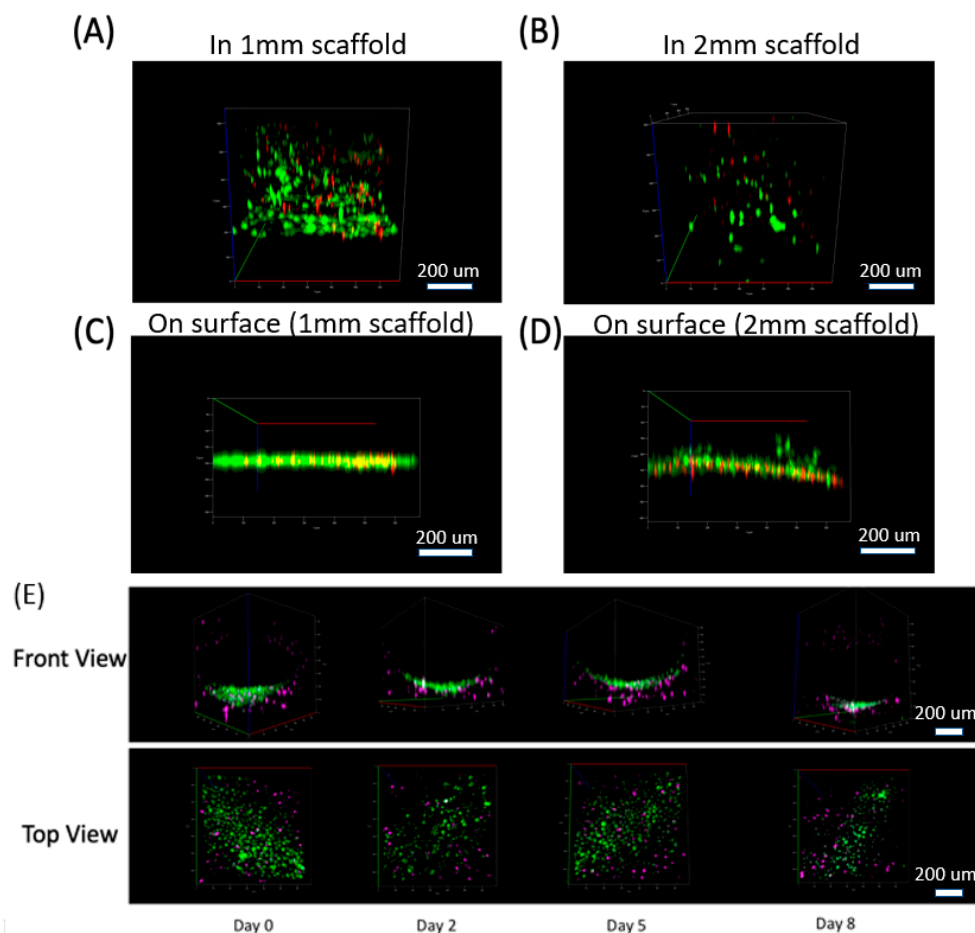 (A)
In 1mm scaffold
200 um
(B)
In 2mm scaffold
200 um
(C)
On surface (1mm scaffold)
200 um
(D)
On surface (2mm scaffold)
200 um
(E)
Front View
200 um
Top View
200 um
Day 0
Day 2
Day 5
Day 8